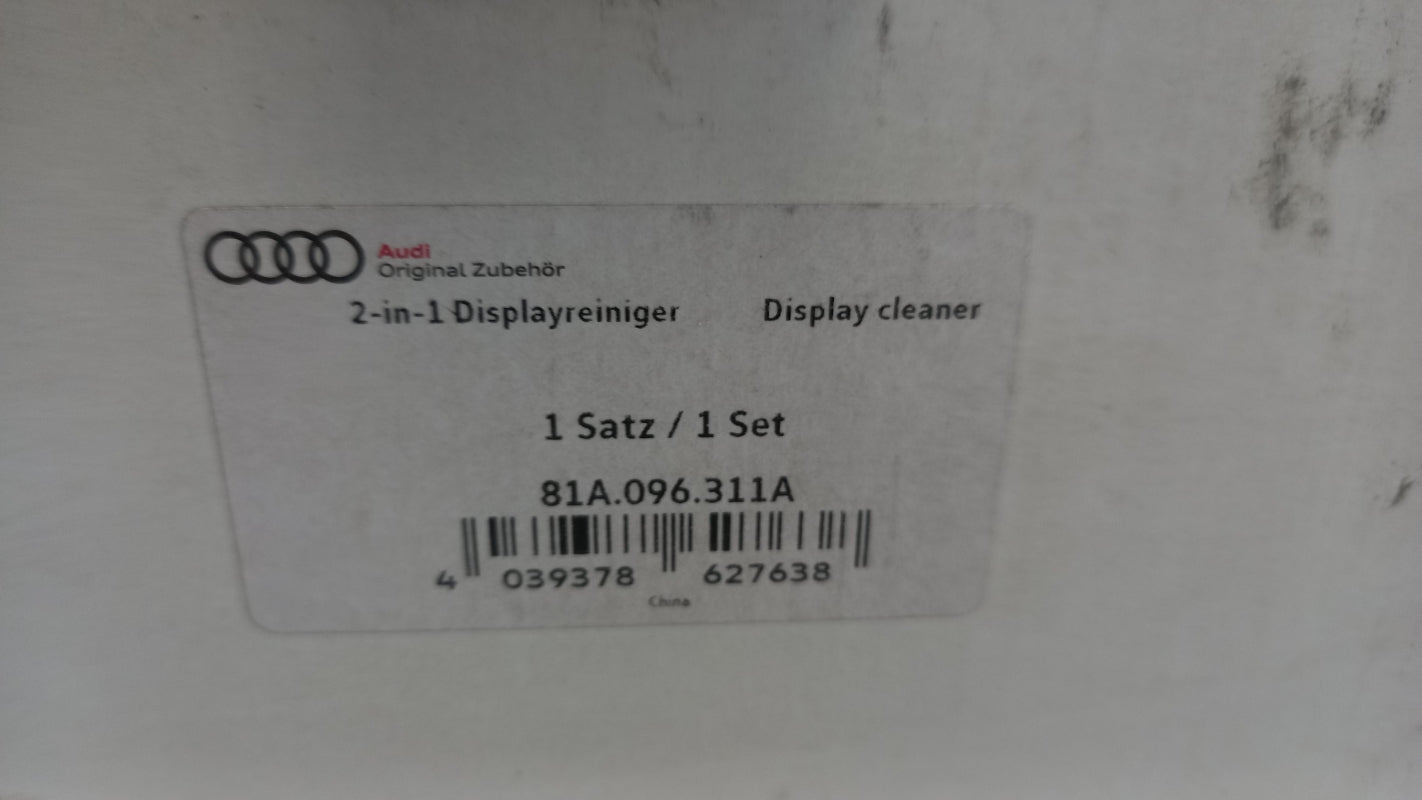 Audi
Original Zubehör
2-in-1 Displayreiniger Display cleaner
1 Satz / 1 Set
81A.096.311A
4 039378 627638
China